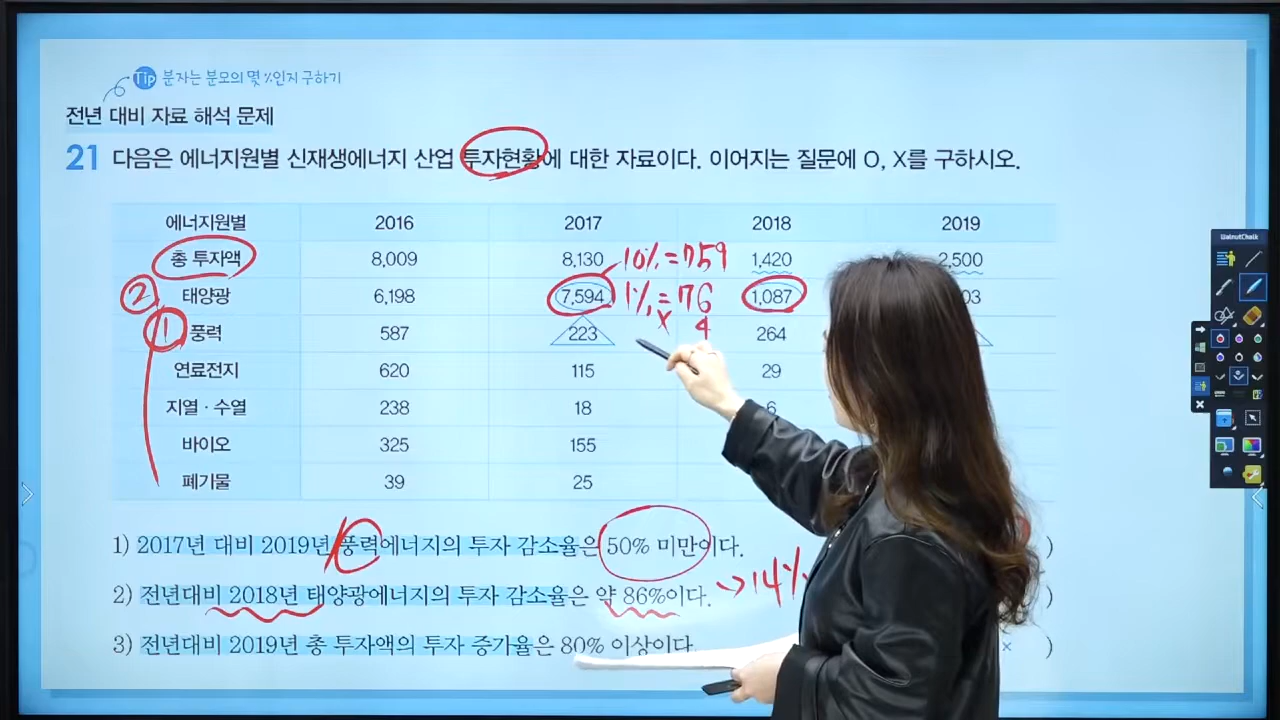 Tip 분자는 분모의 몇 %인지 구하기
전년 대비 자료 해석 문제
21 다음은 에너지원별 신재생에너지 산업 투자현황에 대한 자료이다. 이어지는 질문에 O, X를 구하시오.
에너지원별 2016 2017 2018 2019
총 투자액 8,009 8,130 1,420 2,500
10%=759
② 태양광 6,198 7,594 1,087
1%=76
① 풍력 587 223 264
x 4
연료전지 620 115 29
지열·수열 238 18 6
바이오 325 155
폐기물 39 25
1) 2017년 대비 2019년 풍력에너지의 투자 감소율은 50% 미만이다. )
2) 전년대비 2018년 태양광에너지의 투자 감소율은 약 86%이다. →14% )
3) 전년대비 2019년 총 투자액의 투자 증가율은 80% 이상이다. × )
WalnutChalk